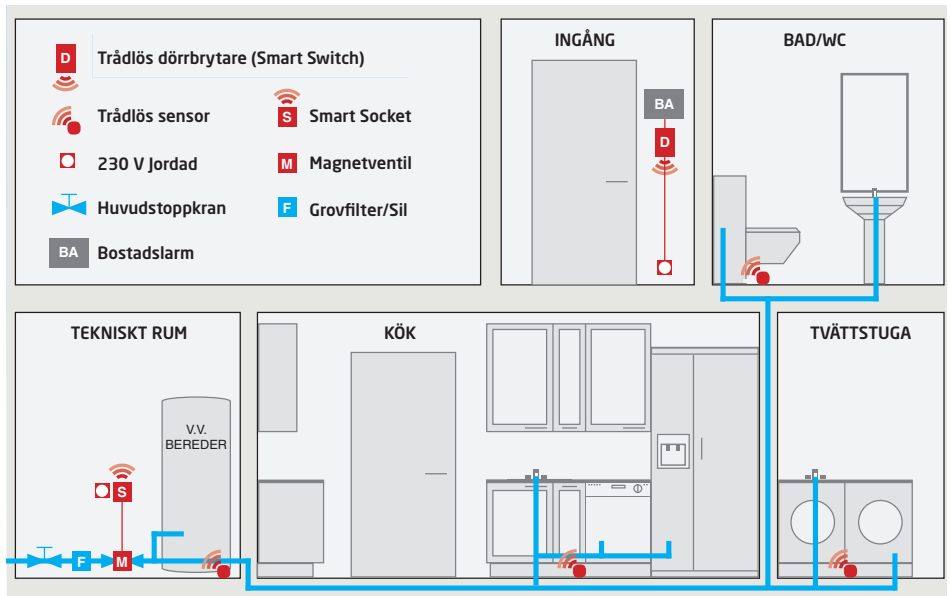 D Trådlös dörrbrytare (Smart Switch)
Trådlös sensor
S Smart Socket
230 V Jordad
M Magnetventil
Huvudstoppkran
F Grovfilter/Sil
BA Bostadslarm
INGÅNG
BA
D
BAD/WC
TEKNISKT RUM
V.V.
BEREDER
S
F
M
KÖK
TVÄTTSTUGA